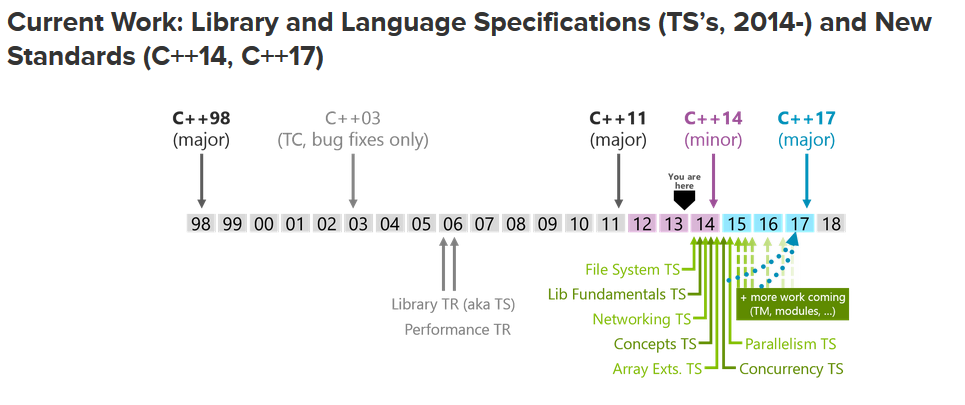 Current Work: Library and Language Specifications (TS's, 2014-) and New
Standards (C++14, C++17)
C++98 C++03 C++11 C++14 C++17
(major) (TC, bug fixes only) (major) (minor) (major)
You are
here
98 99 00 01 02 03 04 05 06 07 08 09 10 11 12 13 14 15 16 17 18
File System TS
Lib Fundamentals TS
Networking TS
Concepts TS
Array Exts. TS
Library TR (aka TS)
Performance TR
+ more work coming
(TM, modules, ...)
Parallelism TS
Concurrency TS